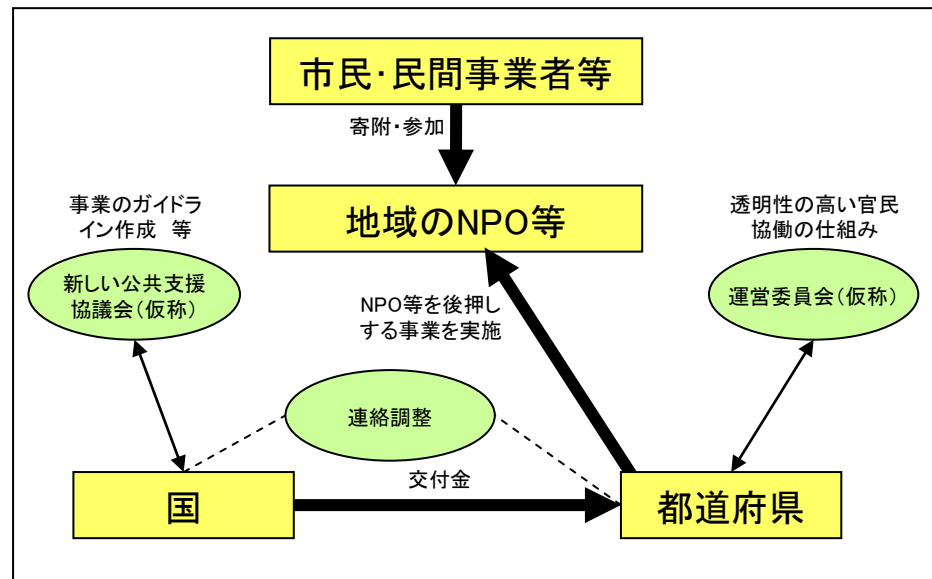 市民・民間事業者等
寄附・参加
地域のNPO等
事業のガイドラ
イン作成　等
新しい公共支援
協議会（仮称）
透明性の高い官民
協働の仕組み
運営委員会（仮称）
NPO等を後押し
する事業を実施
連絡調整
交付金
国
都道府県